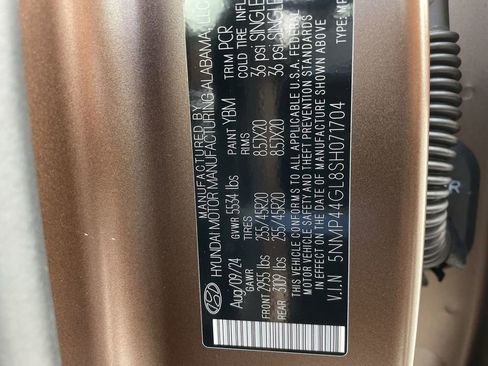 MANUFACTURED BY
HYUNDAI MOTOR MANUFACTURING ALABAMA, LLC
Aug/09/24 GVWR 5534 lbs PAINT YBM TRIM PCR
GAWR TIRES RIMS COLD TIRE INFL
FRONT 2955 lbs 255/45R20 8.5JX20 36 psi SINGLE
REAR 3109 lbs 255/45R20 8.5JX20 36 psi SINGLE
THIS VEHICLE CONFORMS TO ALL APPLICABLE U.S.A. FEDERAL
MOTOR VEHICLE SAFETY AND THEFT PREVENTION STANDARDS
IN EFFECT ON THE DATE OF MANUFACTURE SHOWN ABOVE.
V.I.N 5NMP44GL8SH071704 TYPE:MP
R